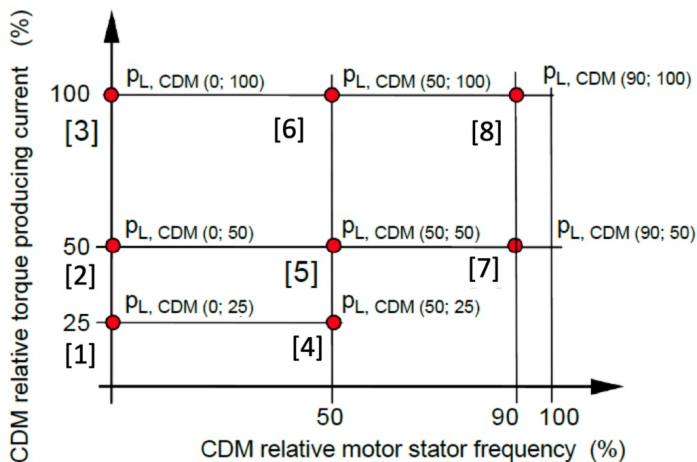 CDM relative torque producing current (%)
100
p L, CDM (0; 100)
p L, CDM (50; 100)
p L, CDM (90; 100)
[3]
[6]
[8]
50
p L, CDM (0; 50)
p L, CDM (50; 50)
p L, CDM (90; 50)
[2]
[5]
[7]
25
p L, CDM (0; 25)
p L, CDM (50; 25)
[1]
[4]
50
90
100
CDM relative motor stator frequency (%)